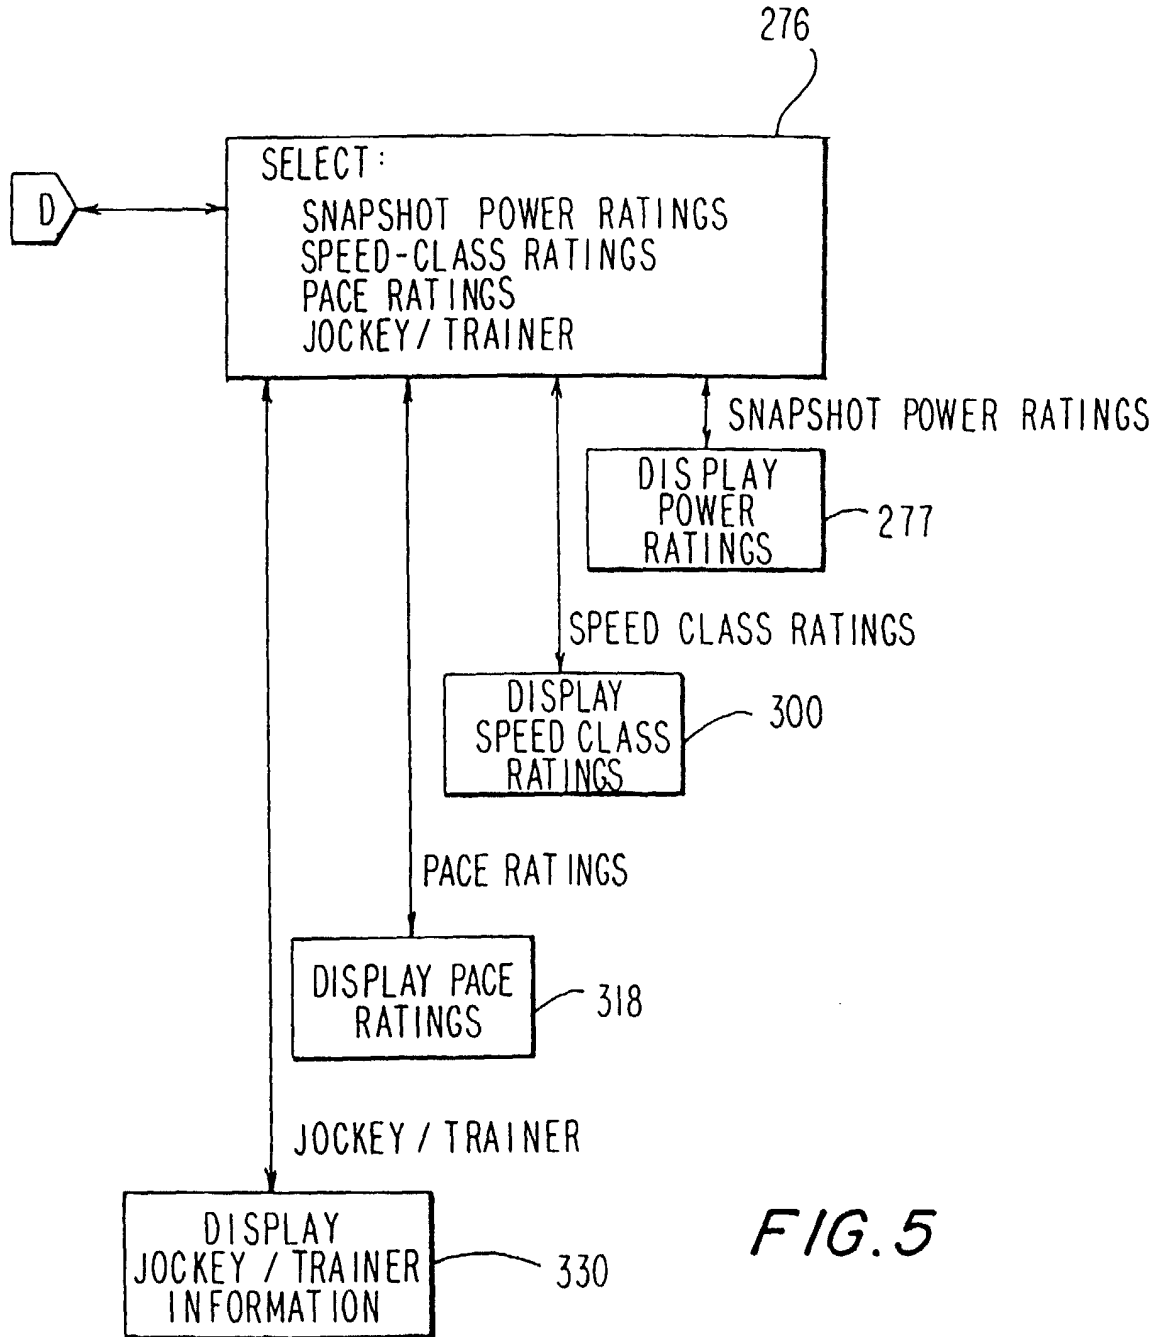 276
D
SELECT:
SNAPSHOT POWER RATINGS
SPEED-CLASS RATINGS
PACE RATINGS
JOCKEY/TRAINER
SNAPSHOT POWER RATINGS
DISPLAY
POWER
RATINGS
277
SPEED CLASS RATINGS
DISPLAY
SPEED CLASS
RATINGS
300
PACE RATINGS
DISPLAY PACE
RATINGS
318
JOCKEY / TRAINER
DISPLAY
JOCKEY / TRAINER
INFORMATION
330
FIG.5